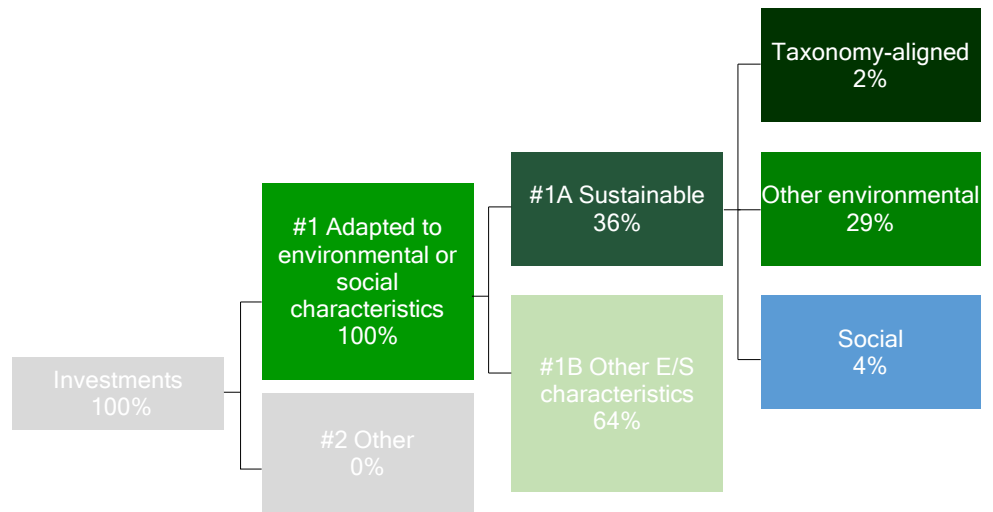 Investments
100%
#1 Adapted to
environmental or
social
characteristics
100%
#2 Other
0%
#1A Sustainable
36%
#1B Other E/S
characteristics
64%
Taxonomy-aligned
2%
Other environmental
29%
Social
4%